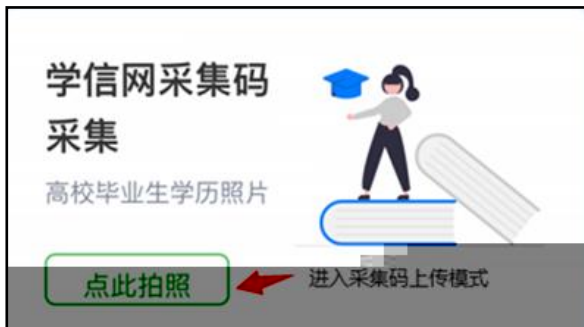 学信网采集码
采集
高校毕业生学历照片
点此拍照
进入采集码上传模式